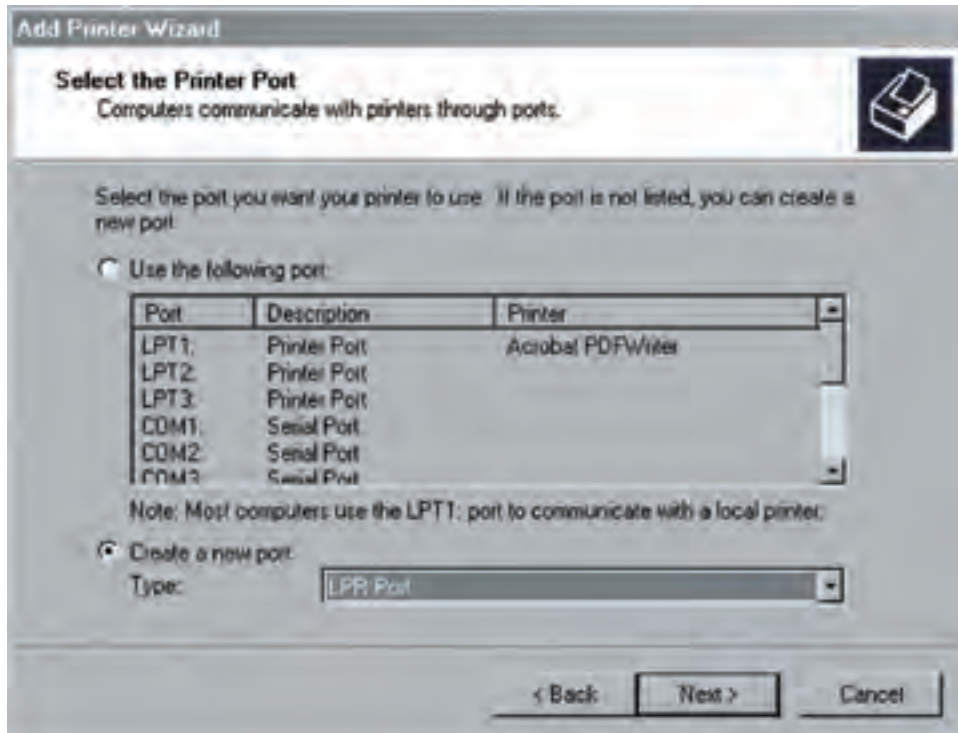 Add Printer Wizard
Select the Printer Port
Computers communicate with printers through ports.
Select the port you want your printer to use. If the port is not listed, you can create a
new port.
Use the following port:
Port Description Printer
LPT1: Printer Port Acrobat PDFWriter
LPT2: Printer Port
LPT3: Printer Port
COM1: Serial Port
COM2: Serial Port
COM3: Serial Port
Note: Most computers use the LPT1: port to communicate with a local printer.
Create a new port:
Type: LPR Port
< Back Next > Cancel